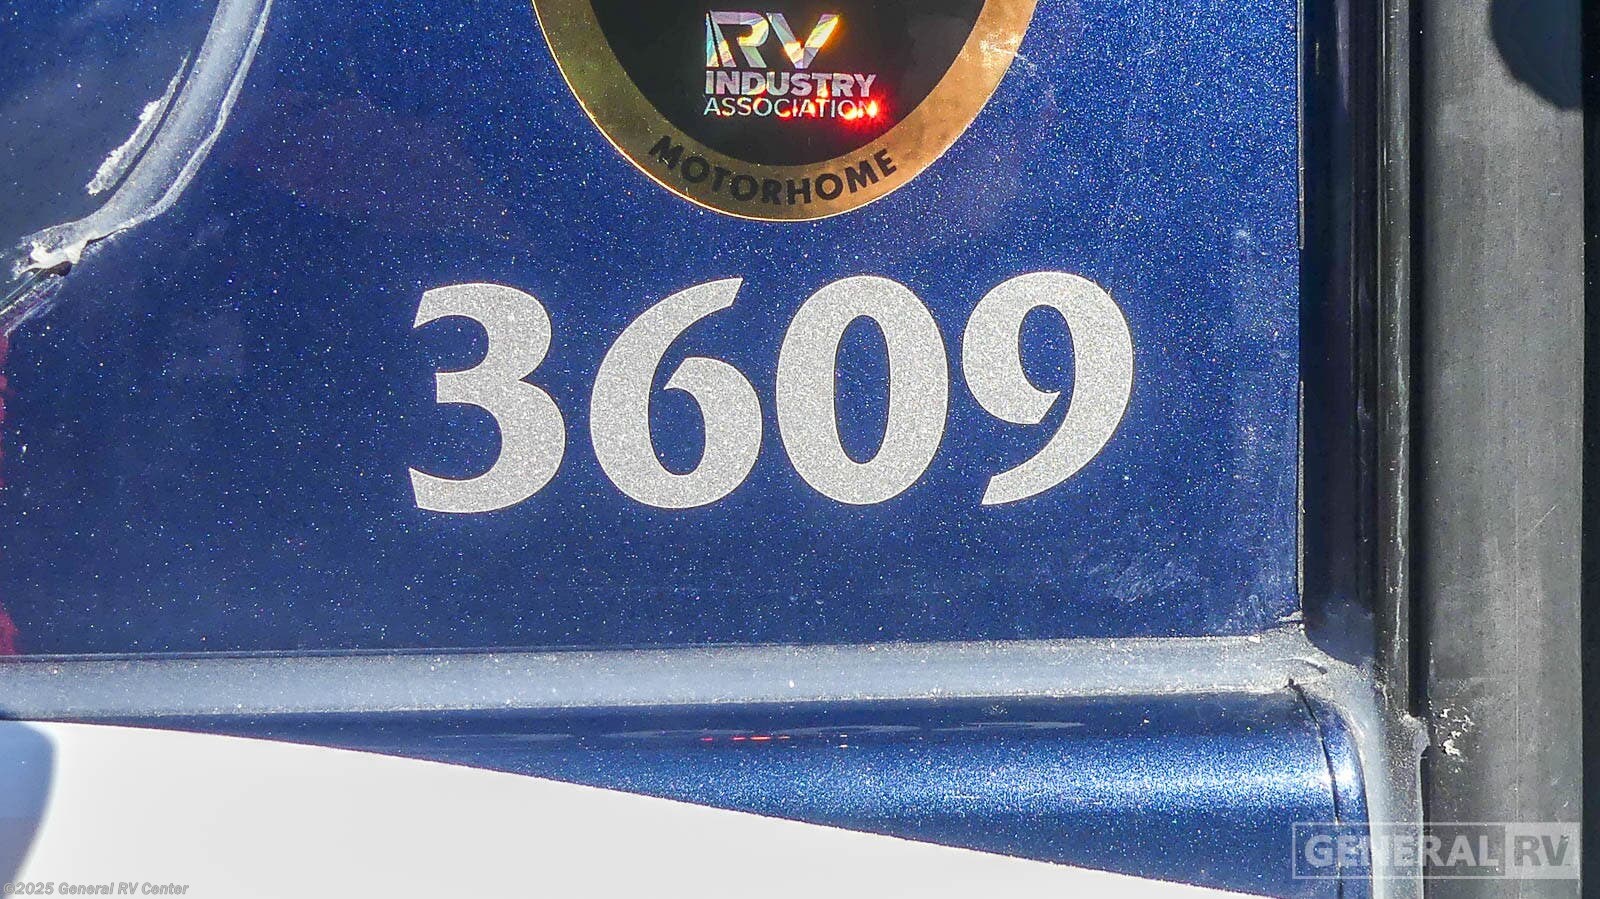 RV
INDUSTRY
ASSOCIATION
MOTORHOME
3609
GENERAL RV
©2025 General RV Center